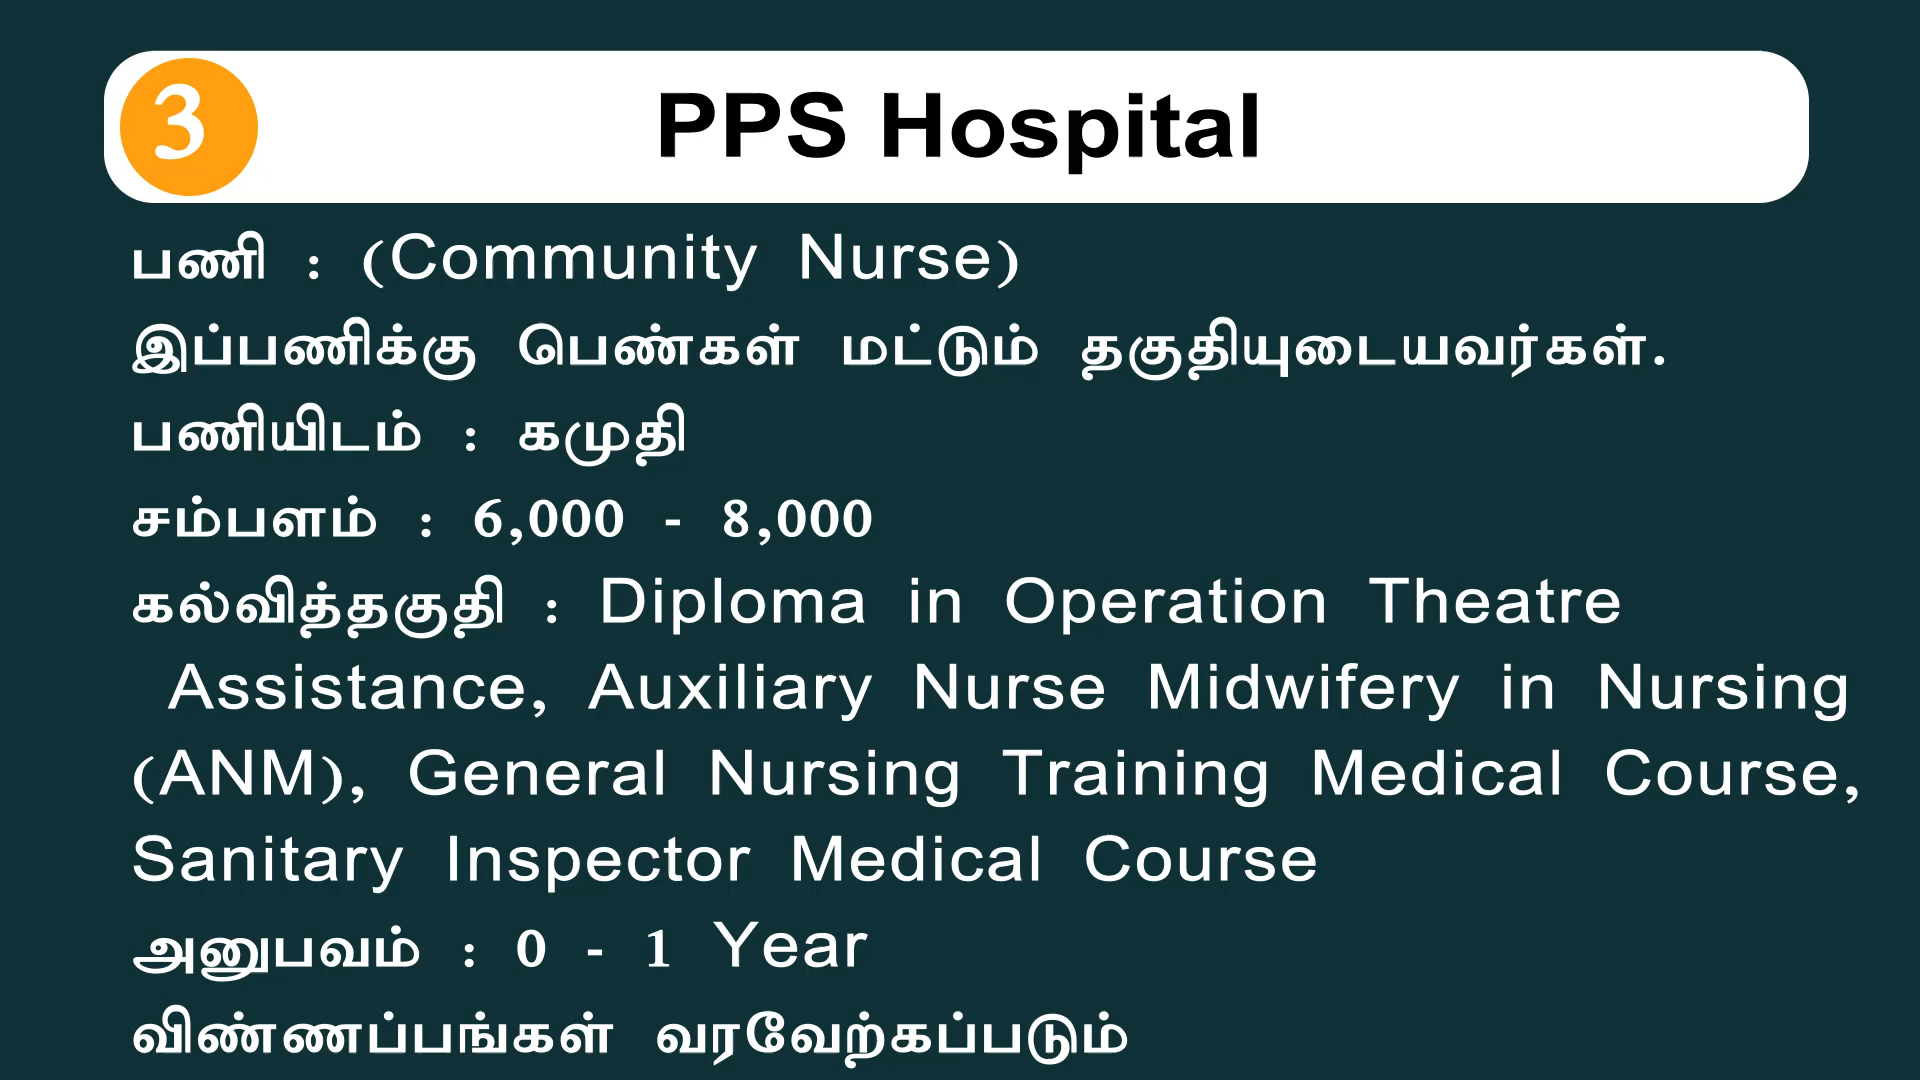 3
PPS Hospital
பணி : (Community Nurse)
இப்பணிக்கு பெண்கள் மட்டும் தகுதியுடையவர்கள்.
பணியிடம் : கமுதி
சம்பளம் : 6,000 - 8,000
கல்வித்தகுதி : Diploma in Operation Theatre
Assistance, Auxiliary Nurse Midwifery in Nursing
(ANM), General Nursing Training Medical Course,
Sanitary Inspector Medical Course
அனுபவம் : 0 - 1 Year
விண்ணப்பங்கள் வரவேற்கப்படும்